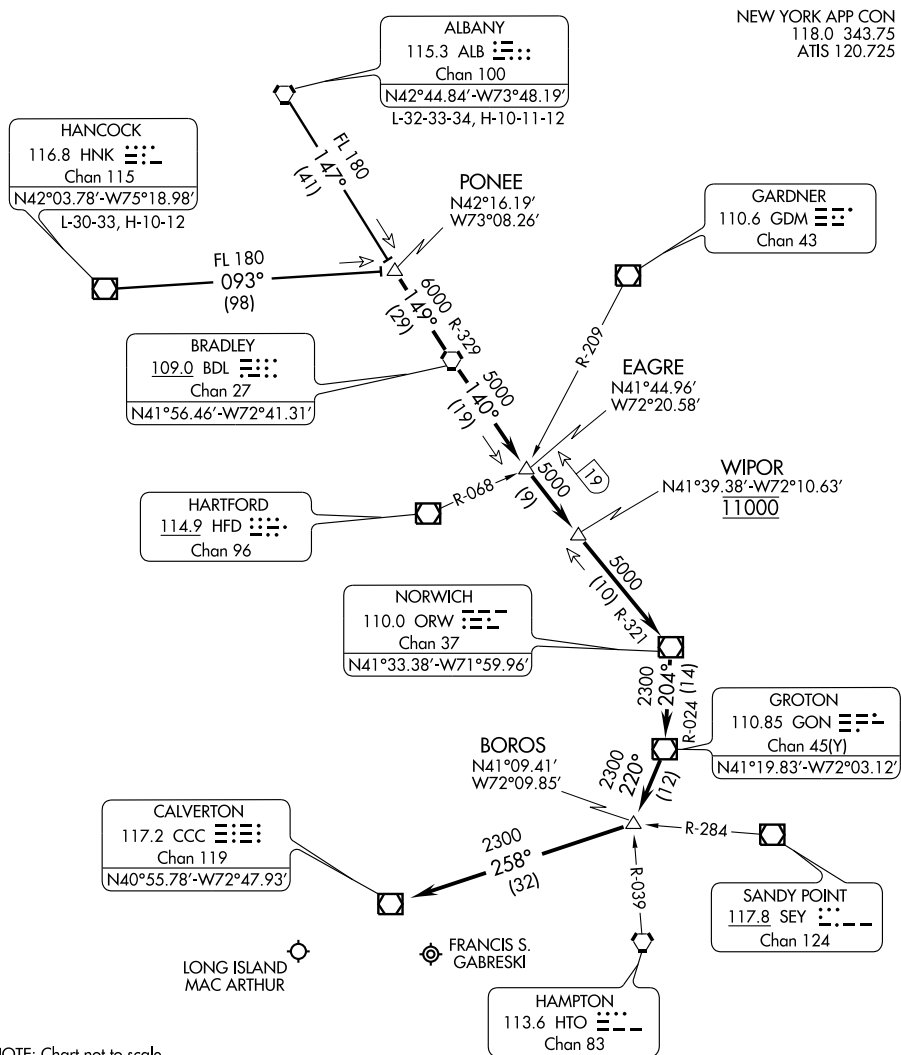 NEW YORK APP CON
118.0 343.75
ATIS 120.725
ALBANY
115.3 ALB
Chan 100
N42°44.84'-W73°48.19'
L-32-33-34, H-10-11-12
HANCOCK
116.8 HNK
Chan 115
N42°03.78'-W75°18.98'
L-30-33, H-10-12
FL 180
147°
(41)
PONEE
N42°16.19'
W73°08.26'
GARDNER
110.6 GDM
Chan 43
FL 180
093°
(98)
6000
149°
(29)
R-329
R-209
BRADLEY
109.0 BDL
Chan 27
N41°56.46'-W72°41.31'
5000
140°
(19)
EAGRE
N41°44.96'
W72°20.58'
19
5000
(9)
WIPOR
N41°39.38'-W72°10.63'
11000
R-068
HARTFORD
114.9 HFD
Chan 96
5000
(10)
R-321
NORWICH
110.0 ORW
Chan 37
N41°33.38'-W71°59.96'
2300
204°
(14)
R-024
GROTON
110.85 GON
Chan 45(Y)
N41°19.83'-W72°03.12'
2300
220°
(12)
BOROS
N41°09.41'
W72°09.85'
CALVERTON
117.2 CCC
Chan 119
N40°55.78'-W72°47.93'
2300
258°
(32)
R-284
R-039
SANDY POINT
117.8 SEY
Chan 124
LONG ISLAND
MAC ARTHUR
FRANCIS S.
GABRESKI
HAMPTON
113.6 HTO
Chan 83
NOTE: Chart not to scale